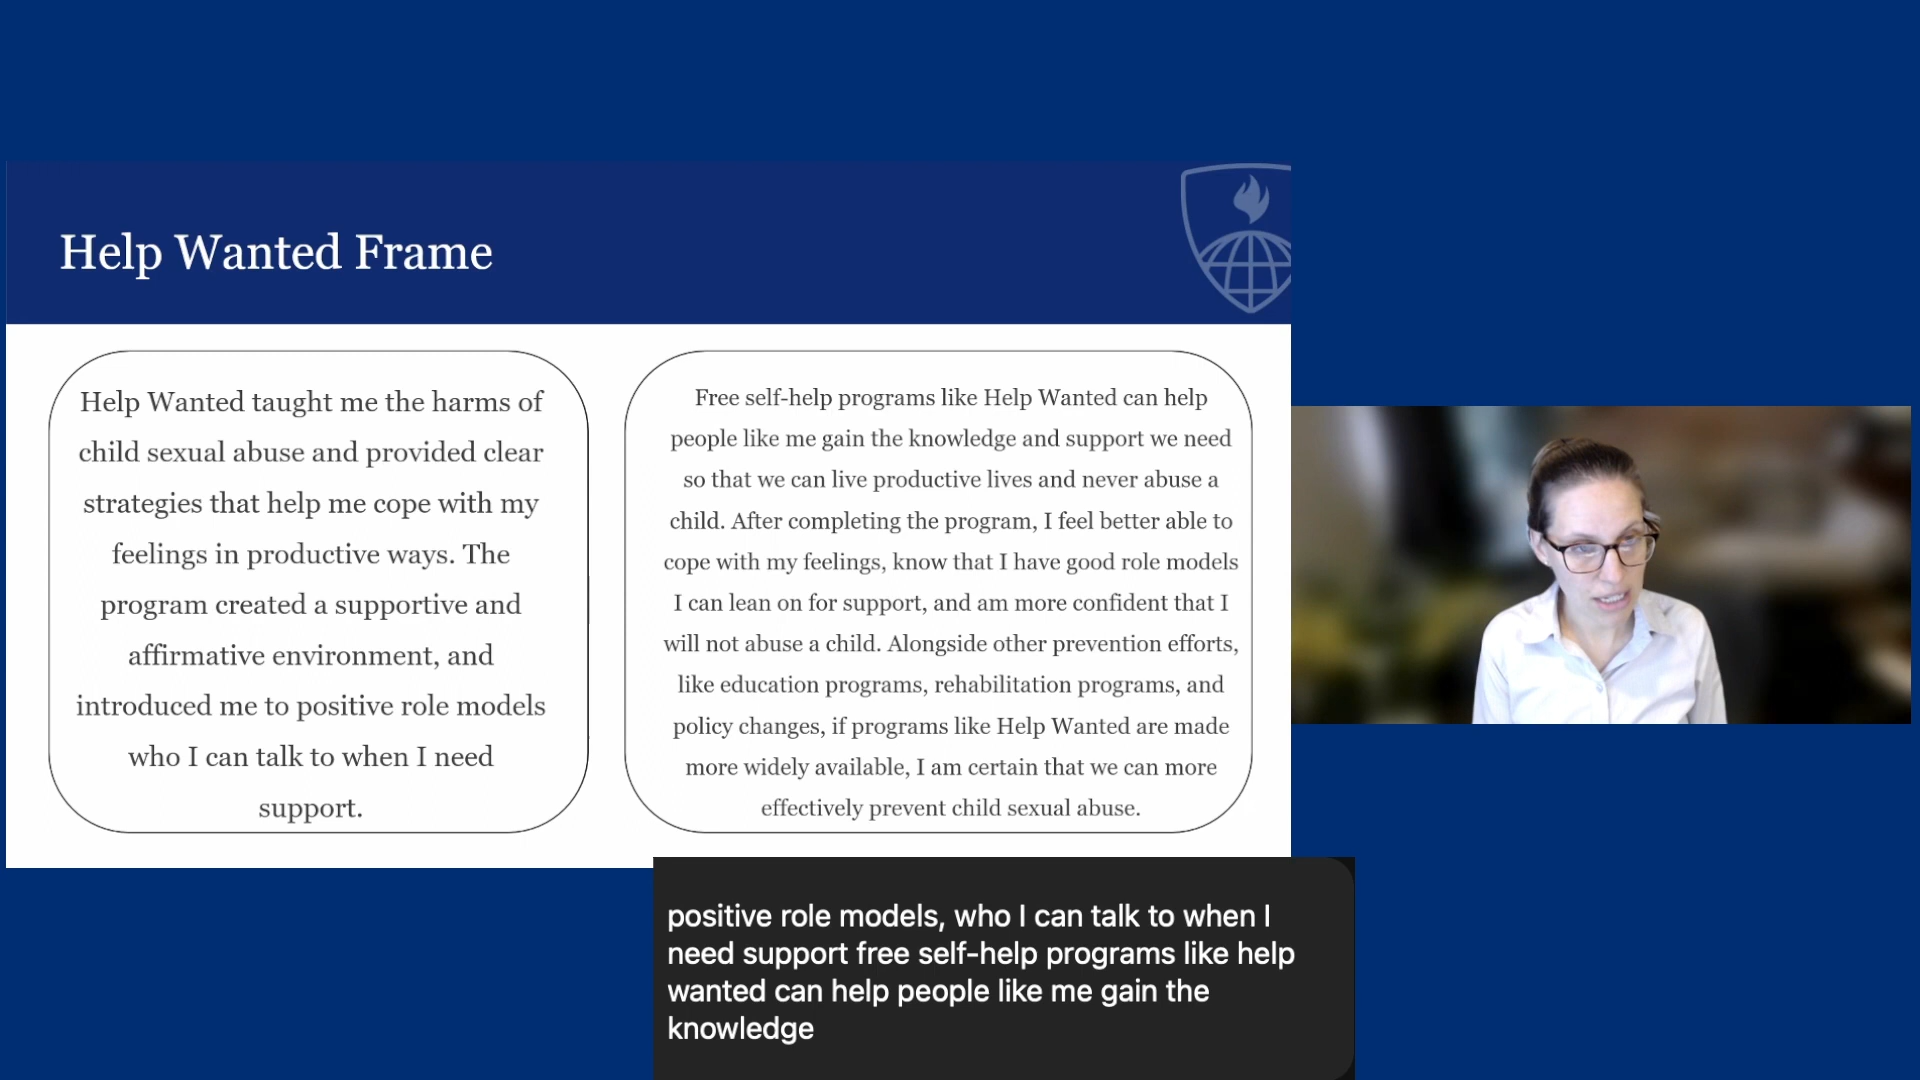 Help Wanted Frame
Help Wanted taught me the harms of
child sexual abuse and provided clear
strategies that help me cope with my
feelings in productive ways. The
program created a supportive and
affirmative environment, and
introduced me to positive role models
who I can talk to when I need
support.
Free self-help programs like Help Wanted can help
people like me gain the knowledge and support we need
so that we can live productive lives and never abuse a
child. After completing the program, I feel better able to
cope with my feelings, know that I have good role models
I can lean on for support, and am more confident that I
will not abuse a child. Alongside other prevention efforts,
like education programs, rehabilitation programs, and
policy changes, if programs like Help Wanted are made
more widely available, I am certain that we can more
effectively prevent child sexual abuse.
positive role models, who I can talk to when I
need support free self-help programs like help
wanted can help people like me gain the
knowledge